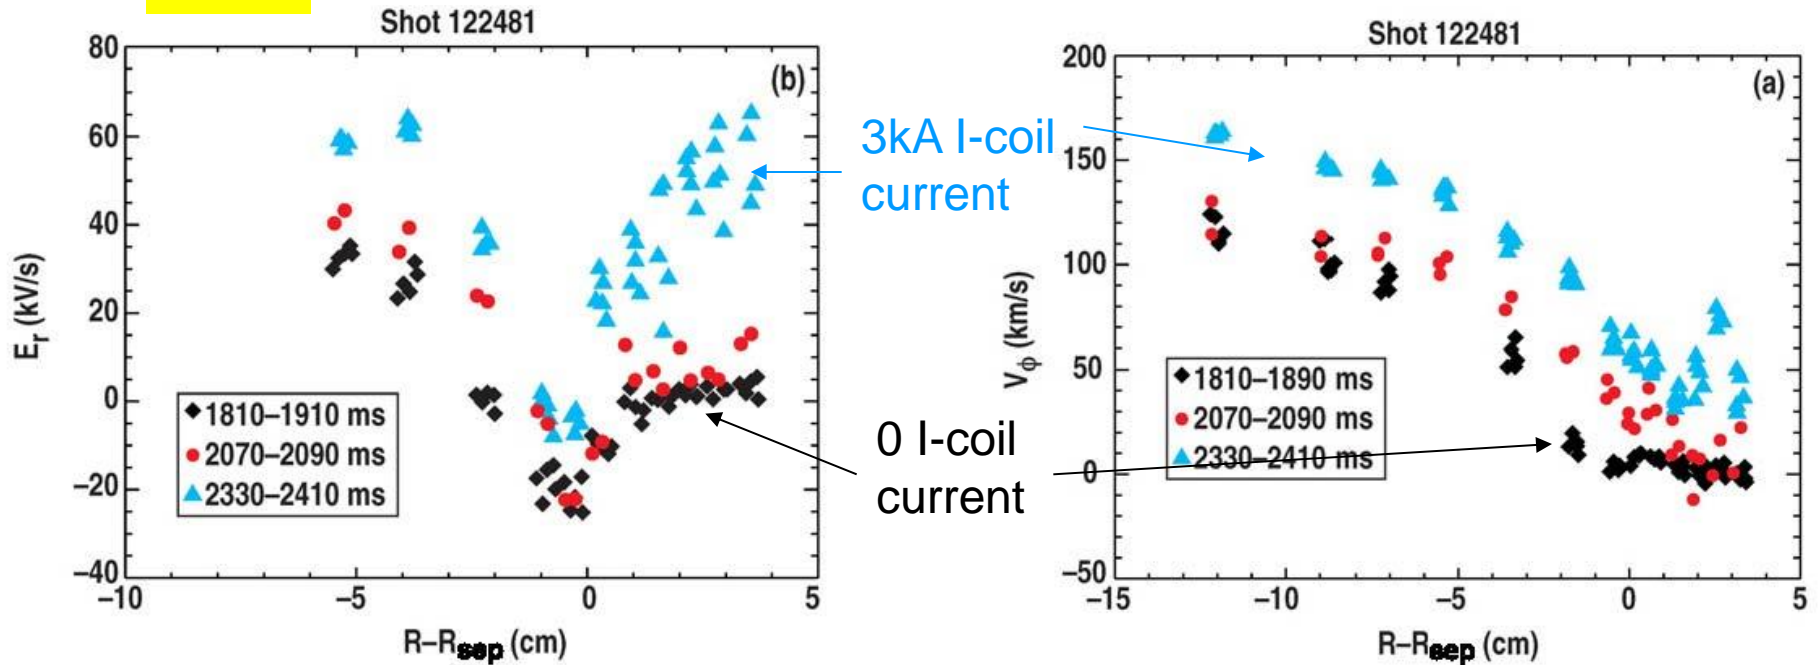 Shot 122481
(b)
80
60
40
20
0
−20
−40
−10
−5
0
5
E_r (kV/s)
R–R_sep (cm)
1810–1910 ms
2070–2090 ms
2330–2410 ms
3kA I-coil
current
0 I-coil
current
Shot 122481
(a)
200
150
100
50
0
−50
−15
−10
−5
0
5
V_ϕ (km/s)
R–R_sep (cm)
1810–1890 ms
2070–2090 ms
2330–2410 ms